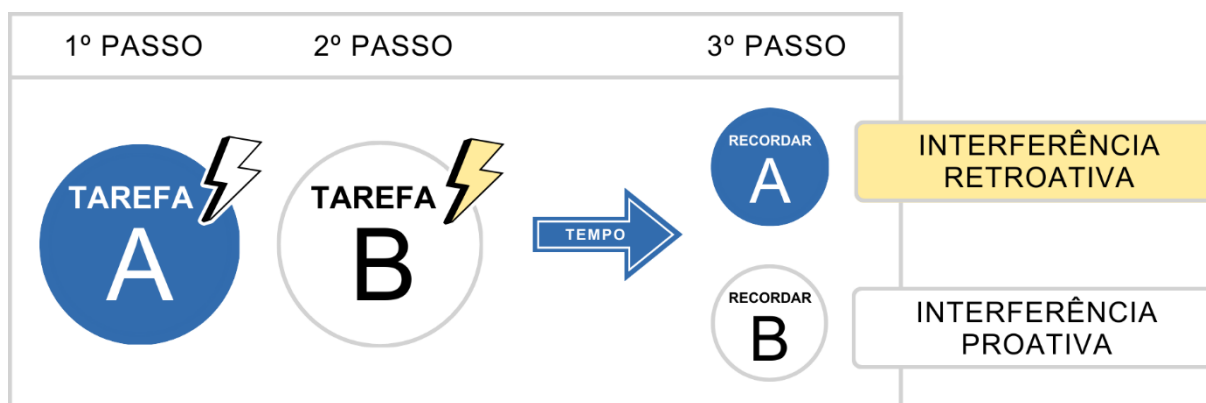 1º PASSO
2º PASSO
3º PASSO
TAREFA
A
TAREFA
B
TEMPO
RECORDAR
A
INTERFERÊNCIA
RETROATIVA
RECORDAR
B
INTERFERÊNCIA
PROATIVA